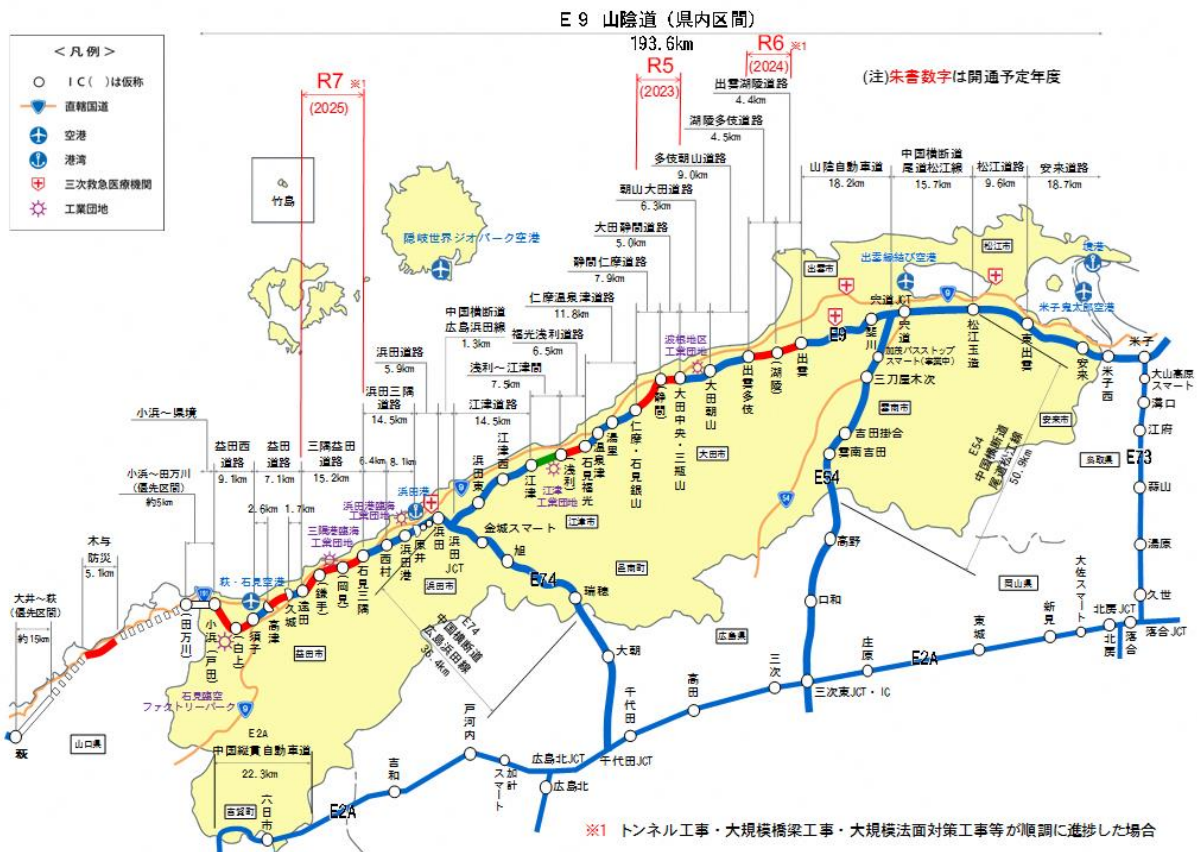 E9 山陰道（県内区間）
193.6km
＜凡例＞
IC( )は仮称
直轄国道
空港
港湾
三次救急医療機関
工業団地
R7 ※1
(2025)
R5
(2023)
R6 ※1
(2024)
(注)朱書数字は開通予定年度
出雲湖陵道路
4.4km
湖陵多伎道路
4.5km
多伎朝山道路
9.0km
朝山大田道路
6.3km
大田静間道路
5.0km
静間仁摩道路
7.9km
仁摩温泉津道路
11.8km
福光浅利道路
6.5km
浅利～江津間
7.5km
江津道路
14.5km
山陰自動車道
18.2km
中国横断道
尾道松江線
15.7km
松江道路
9.6km
安来道路
18.7km
中国横断道
広島浜田線
1.3km
浜田道路
5.9km
浜田三隅
道路
14.5km
6.4km
8.1km
三隅益田
道路
15.2km
益田
道路
7.1km
2.6km
1.7km
益田西
道路
9.1km
小浜～県境
小浜～田万川
(優先区間)
約5km
木与
防災
5.1km
大井～萩
(優先区間)
約15km
竹島
隠岐世界ジオパーク空港
出雲縁結び空港
米子鬼太郎空港
境港
萩・石見空港
浜田港
波根地区
工業団地
江津
工業団地
浜田港臨海
工業団地
三隅港臨海
工業団地
石見臨空
ファクトリーパーク
出雲市
松江市
安来市
雲南市
大田市
江津市
邑南町
浜田市
益田市
吉賀町
山口県
広島県
岡山県
鳥取県
萩
(田万川)
小浜
(戸田)
(白上)
須子
高津
久城
遠田
(鎌手)
(岡見)
石見三隅
西村
浜田港
原井
浜田
浜田
JCT
浜田東
江津西
江津
(浅利)
石見福光
温泉津
湯里
仁摩・石見銀山
(静間)
大田中央・三瓶山
大田朝山
出雲多伎
(湖陵)
出雲
斐川
宍道JCT
宍道
松江玉造
東出雲
安来
米子西
米子
加茂バスストップ
スマート(事業中)
三刀屋木次
吉田掛合
雲南吉田
高野
口和
三次東JCT・IC
大山高原
スマート
溝口
江府
蒜山
湯原
久世
落合JCT
落合
北房JCT
北房
大佐スマート
新見
東城
庄原
三次
高田
千代田
千代田JCT
広島北JCT
広島北
加計
スマート
戸河内
吉和
六日市
金城スマート
旭
瑞穂
大朝
E9
E54
E73
E74
E2A
E2A
9
9
9
54
191
E54
中国横断道
尾道松江線
50.9km
E74
中国横断道
広島浜田線
38.4km
E2A
中国縦貫自動車道
22.3km
※1 トンネル工事・大規模橋梁工事・大規模法面対策工事等が順調に進捗した場合